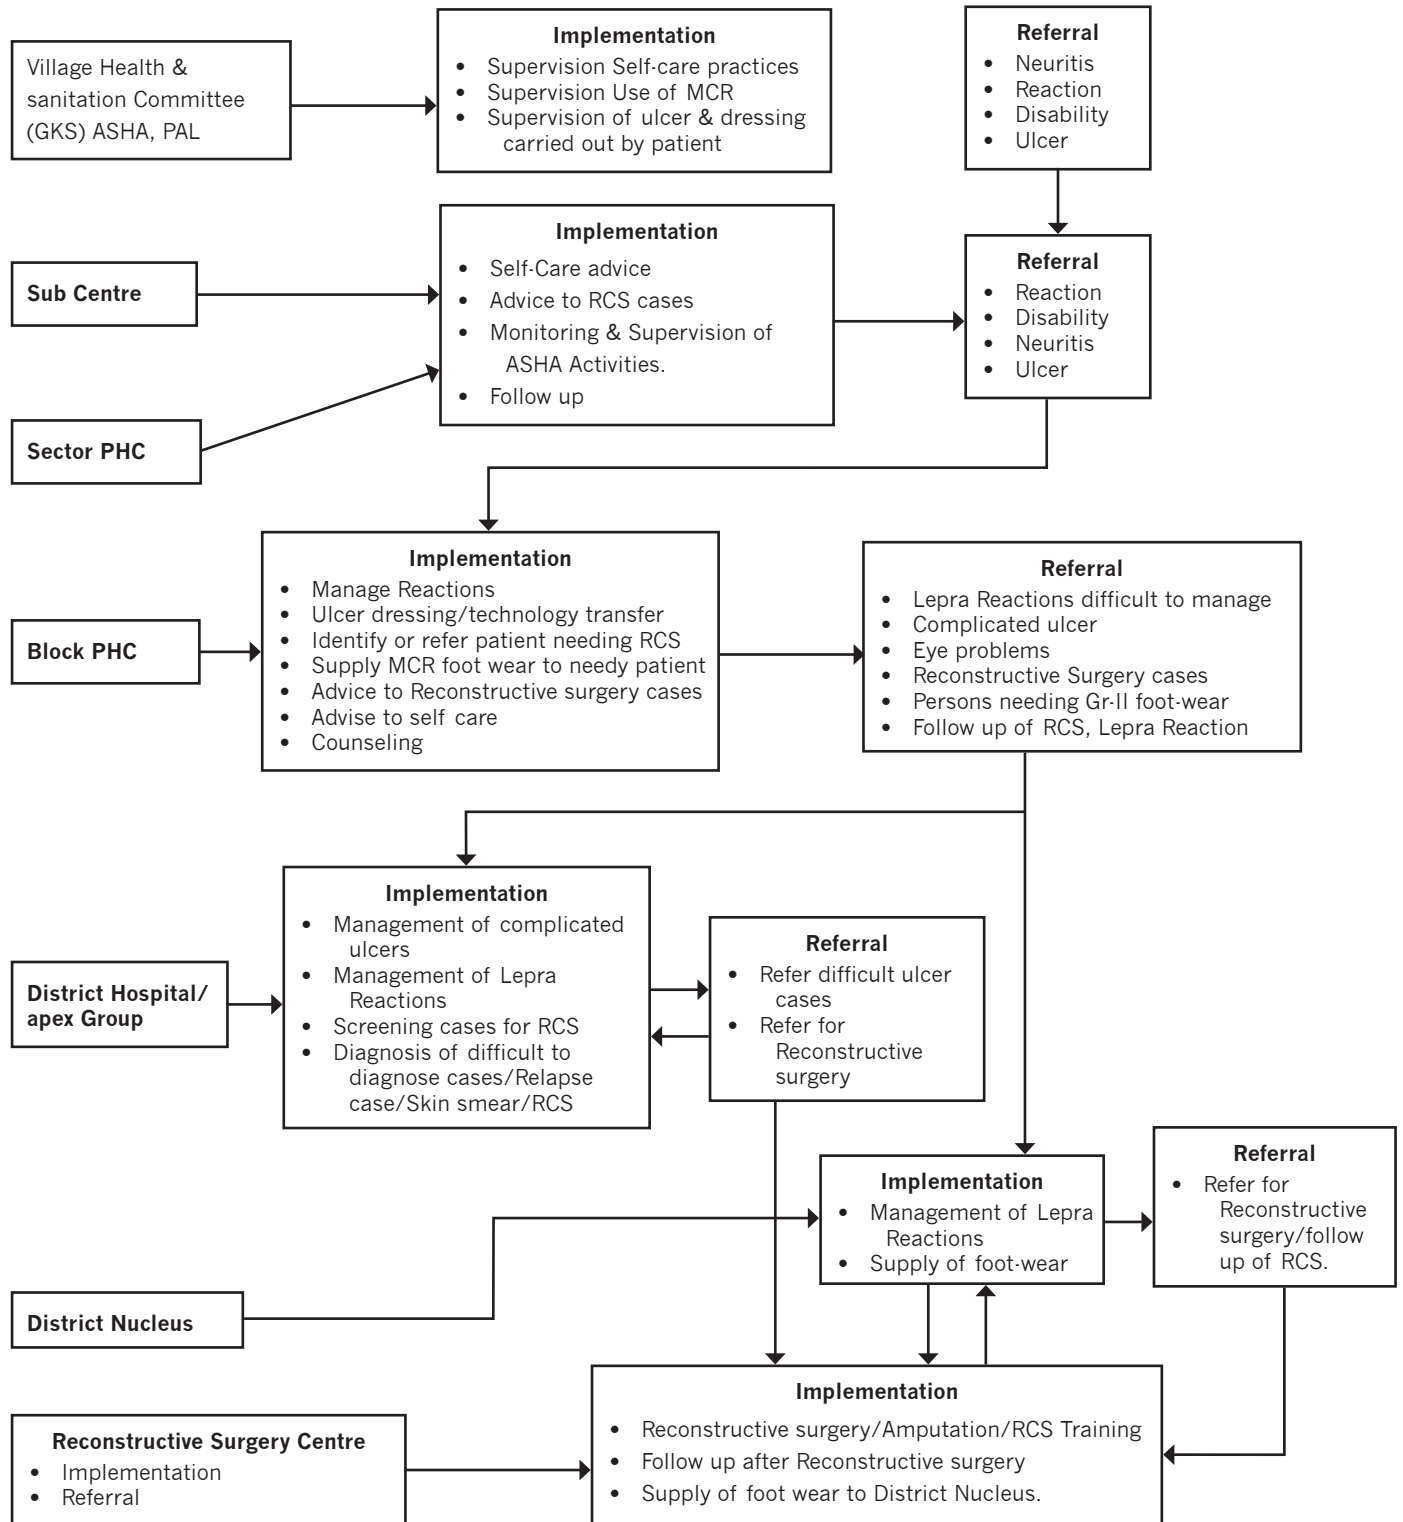 Village Health &
sanitation Committee
(GKS) ASHA, PAL
Implementation
• Supervision Self-care practices
• Supervision Use of MCR
• Supervision of ulcer & dressing
carried out by patient
Referral
• Neuritis
• Reaction
• Disability
• Ulcer
Sub Centre
Sector PHC
Implementation
• Self-Care advice
• Advice to RCS cases
• Monitoring & Supervision of
ASHA Activities.
• Follow up
Referral
• Reaction
• Disability
• Neuritis
• Ulcer
Block PHC
Implementation
• Manage Reactions
• Ulcer dressing/technology transfer
• Identify or refer patient needing RCS
• Supply MCR foot wear to needy patient
• Advice to Reconstructive surgery cases
• Advise to self care
• Counseling
Referral
• Lepra Reactions difficult to manage
• Complicated ulcer
• Eye problems
• Reconstructive Surgery cases
• Persons needing Gr-II foot-wear
• Follow up of RCS, Lepra Reaction
District Hospital/
apex Group
Implementation
• Management of complicated
ulcers
• Management of Lepra
Reactions
• Screening cases for RCS
• Diagnosis of difficult to
diagnose cases/Relapse
case/Skin smear/RCS
Referral
• Refer difficult ulcer
cases
• Refer for
Reconstructive
surgery
District Nucleus
Implementation
• Management of Lepra
Reactions
• Supply of foot-wear
Referral
• Refer for
Reconstructive
surgery/follow
up of RCS.
Reconstructive Surgery Centre
• Implementation
• Referral
Implementation
• Reconstructive surgery/Amputation/RCS Training
• Follow up after Reconstructive surgery
• Supply of foot wear to District Nucleus.